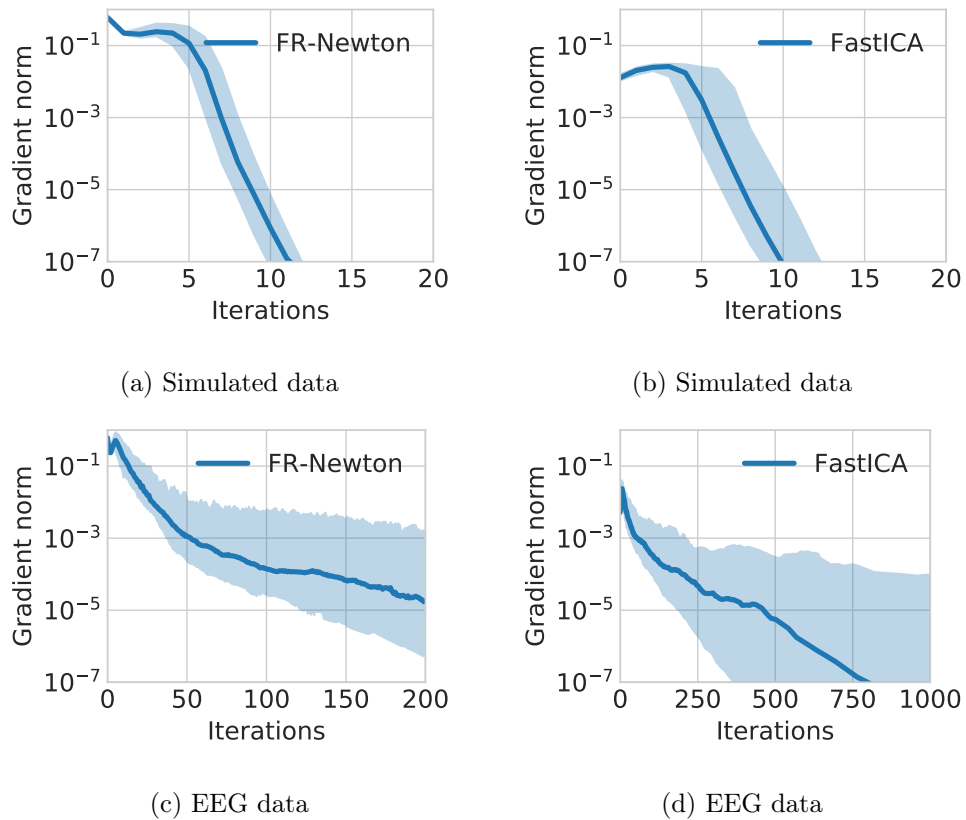 FR-Newton
Gradient norm
10⁻¹
10⁻³
10⁻⁵
10⁻⁷
0 5 10 15 20
Iterations
(a) Simulated data
FastICA
Gradient norm
10⁻¹
10⁻³
10⁻⁵
10⁻⁷
0 5 10 15 20
Iterations
(b) Simulated data
FR-Newton
Gradient norm
10⁻¹
10⁻³
10⁻⁵
10⁻⁷
0 50 100 150 200
Iterations
(c) EEG data
FastICA
Gradient norm
10⁻¹
10⁻³
10⁻⁵
10⁻⁷
0 250 500 750 1000
Iterations
(d) EEG data